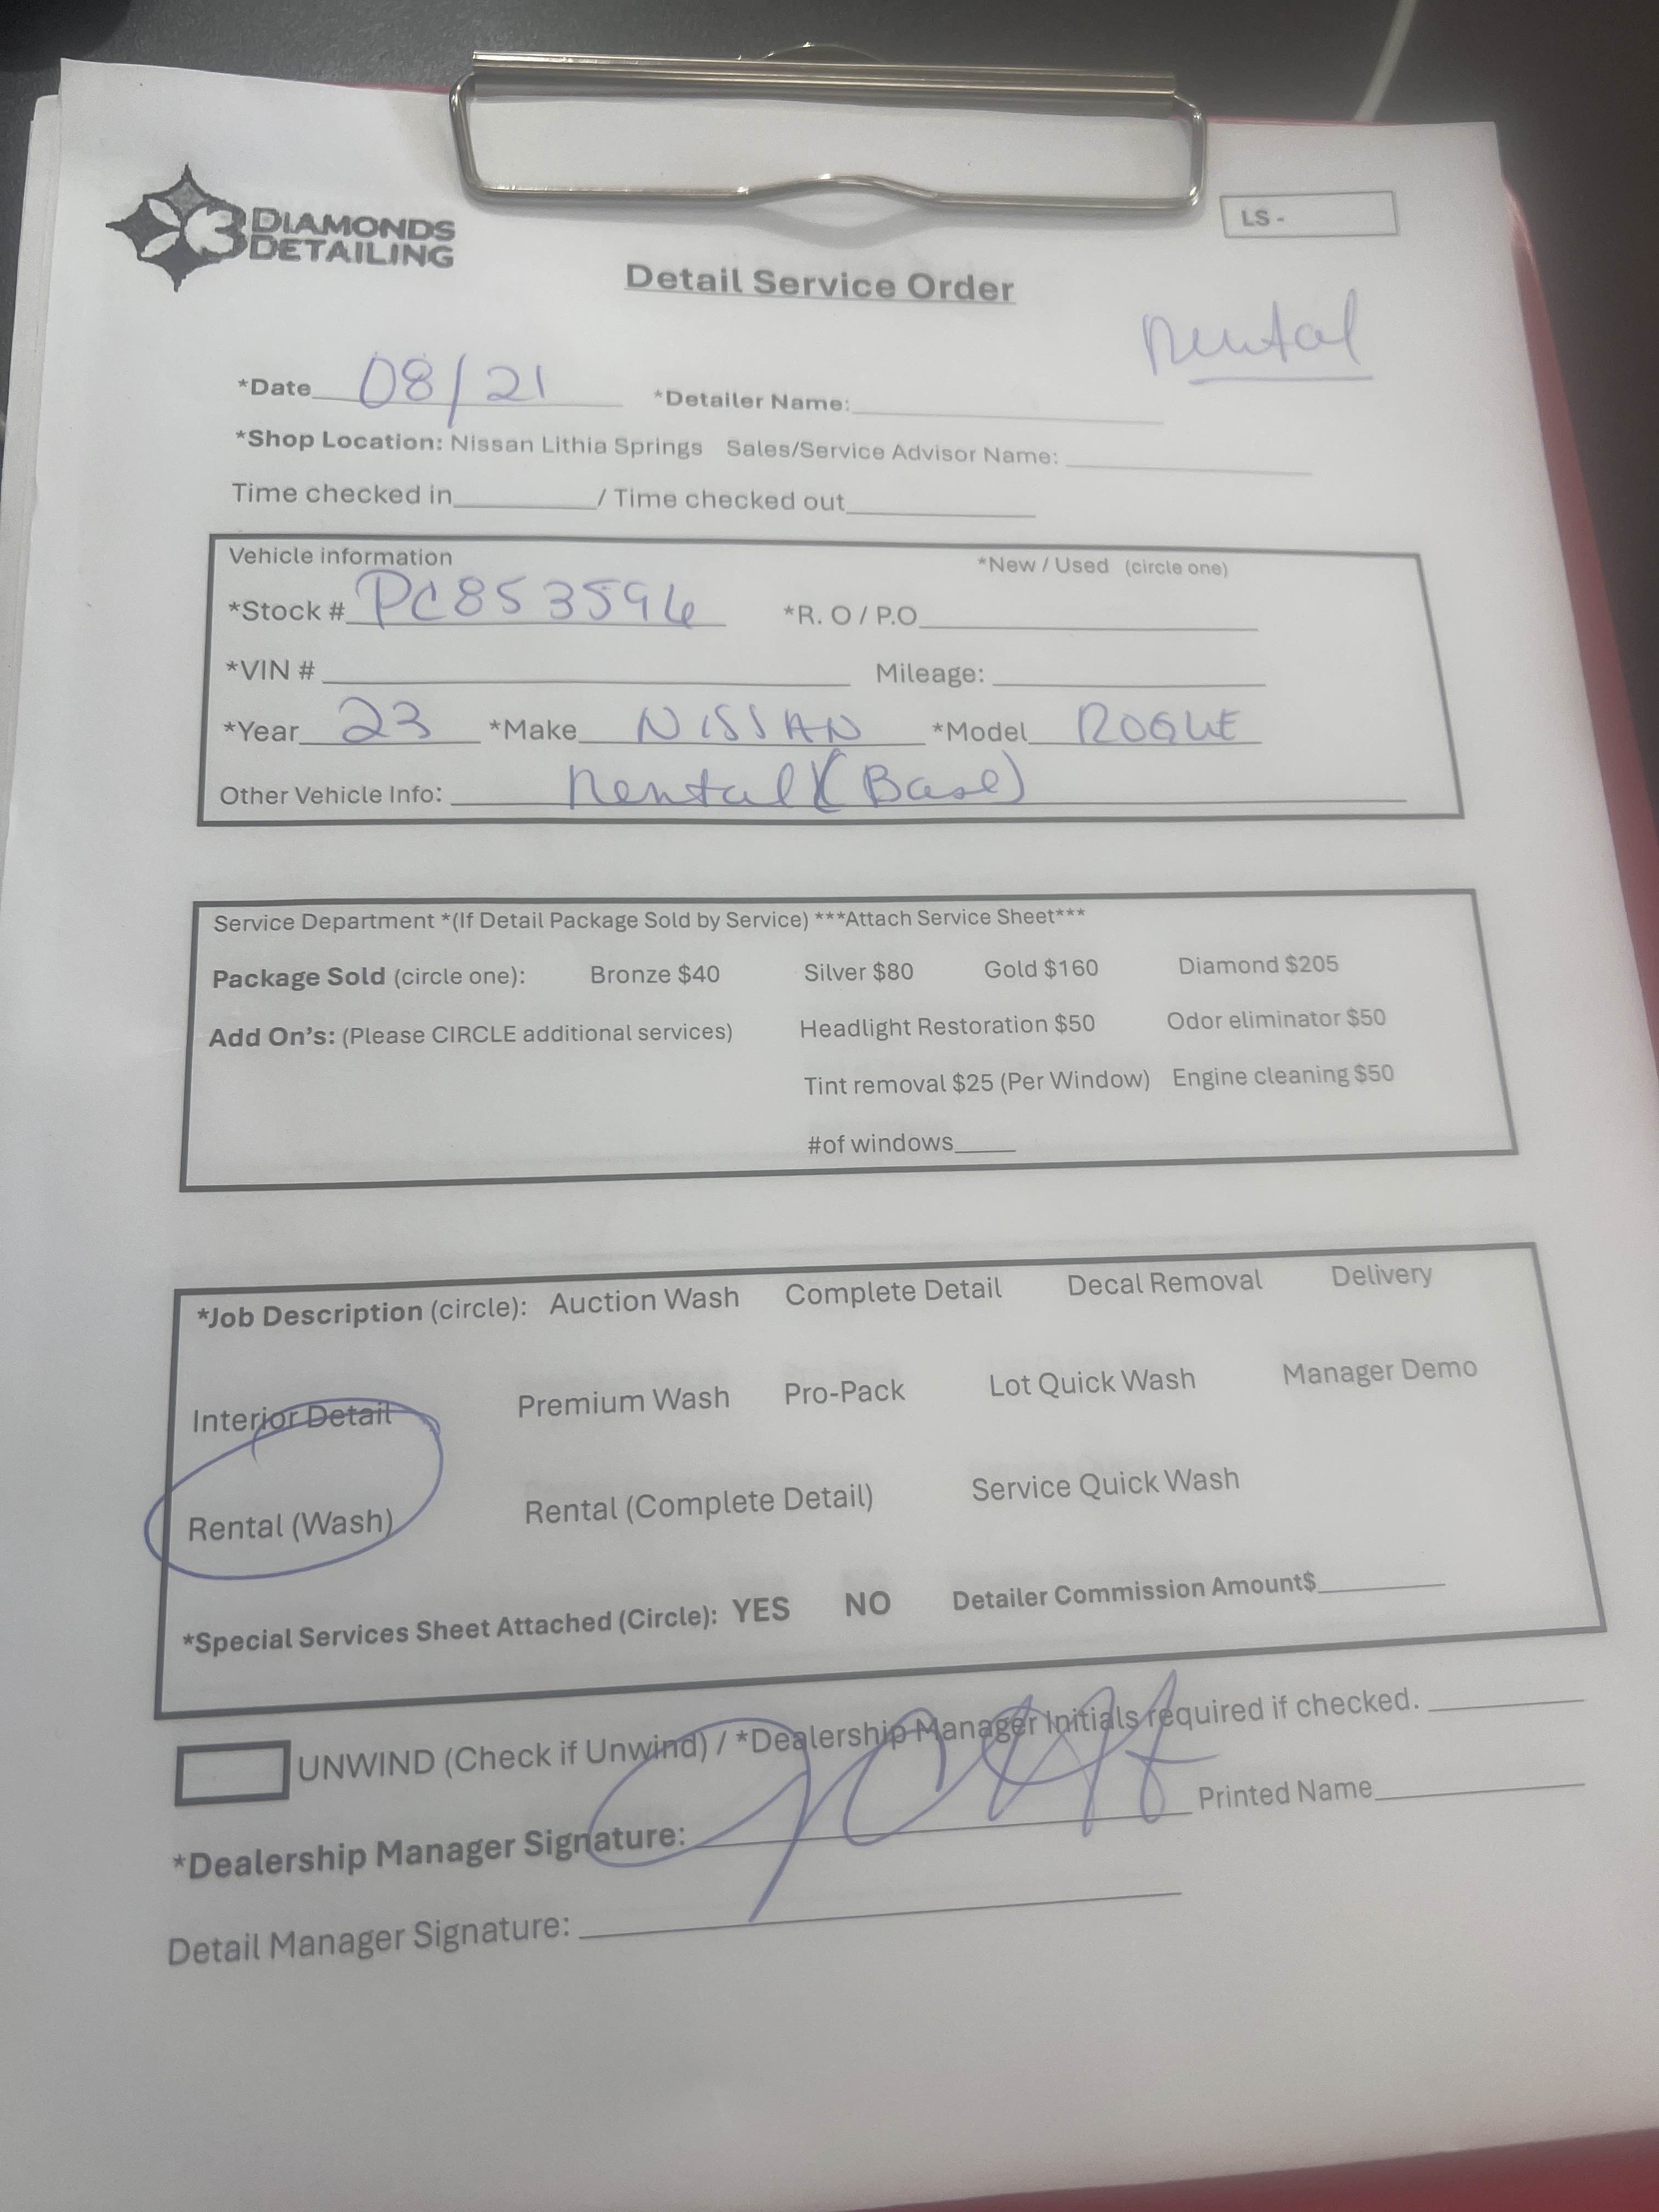 3 DIAMONDS
DETAILING
LS -
Detail Service Order
Rental
*Date 08/21 *Detailer Name:
*Shop Location: Nissan Lithia Springs Sales/Service Advisor Name:
Time checked in / Time checked out
Vehicle information *New / Used (circle one)
*Stock # PC853596 *R. O / P.O
*VIN # Mileage:
*Year 23 *Make NISSAN *Model ROGUE
Other Vehicle Info: Rental (Base)
Service Department *(If Detail Package Sold by Service) ***Attach Service Sheet***
Package Sold (circle one): Bronze $40 Silver $80 Gold $160 Diamond $205
Add On's: (Please CIRCLE additional services) Headlight Restoration $50 Odor eliminator $50
Tint removal $25 (Per Window) Engine cleaning $50
#of windows
*Job Description (circle): Auction Wash Complete Detail Decal Removal Delivery
Interior Detail Premium Wash Pro-Pack Lot Quick Wash Manager Demo
Rental (Wash) Rental (Complete Detail) Service Quick Wash
*Special Services Sheet Attached (Circle): YES NO Detailer Commission Amount$
UNWIND (Check if Unwind) / *Dealership Manager Initials required if checked.
*Dealership Manager Signature: Printed Name
Detail Manager Signature: